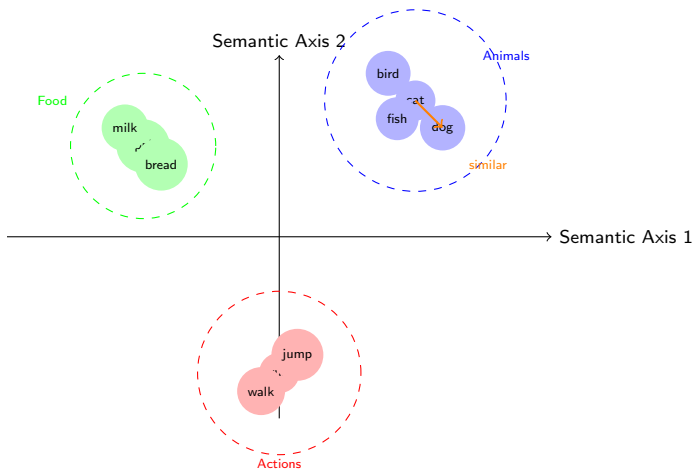 Semantic Axis 2
Animals
bird
Food
cat
milk
fish
dog
bread
similar
Semantic Axis 1
jump
walk
Actions